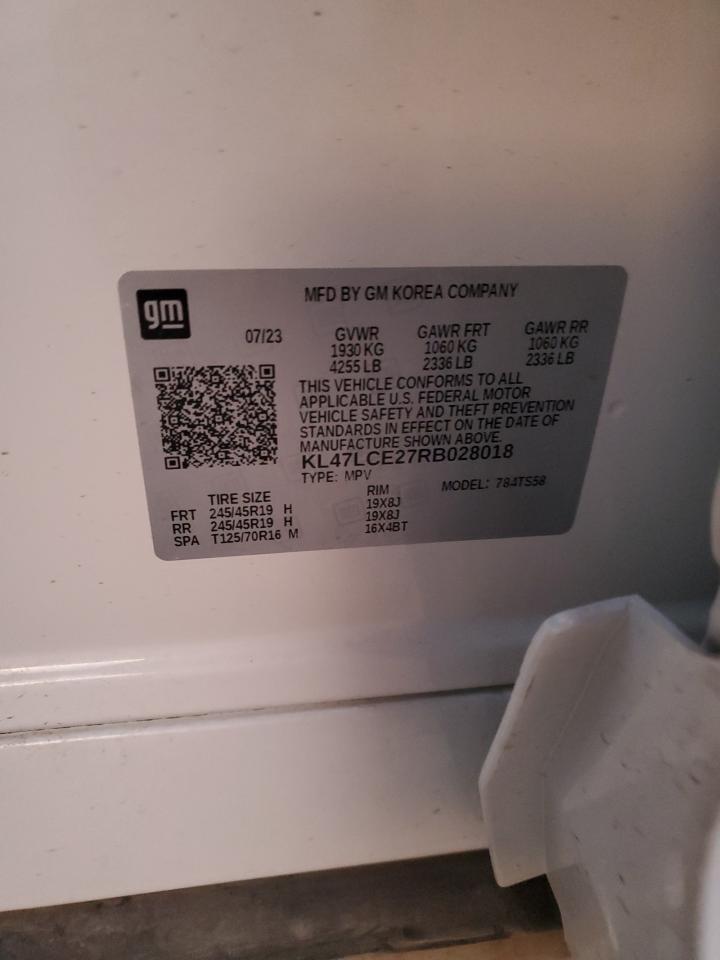 gm
MFD BY GM KOREA COMPANY
07/23
GVWR GAWR FRT GAWR RR
1930 KG 1060 KG 1060 KG
4255 LB 2336 LB 2336 LB
THIS VEHICLE CONFORMS TO ALL
APPLICABLE U.S. FEDERAL MOTOR
VEHICLE SAFETY AND THEFT PREVENTION
STANDARDS IN EFFECT ON THE DATE OF
MANUFACTURE SHOWN ABOVE.
KL47LCE27RB028018
TYPE: MPV
TIRE SIZE RIM MODEL: 784TS58
FRT 245/45R19 H 19X8J
RR 245/45R19 H 19X8J
SPA T125/70R16 M 16X4BT